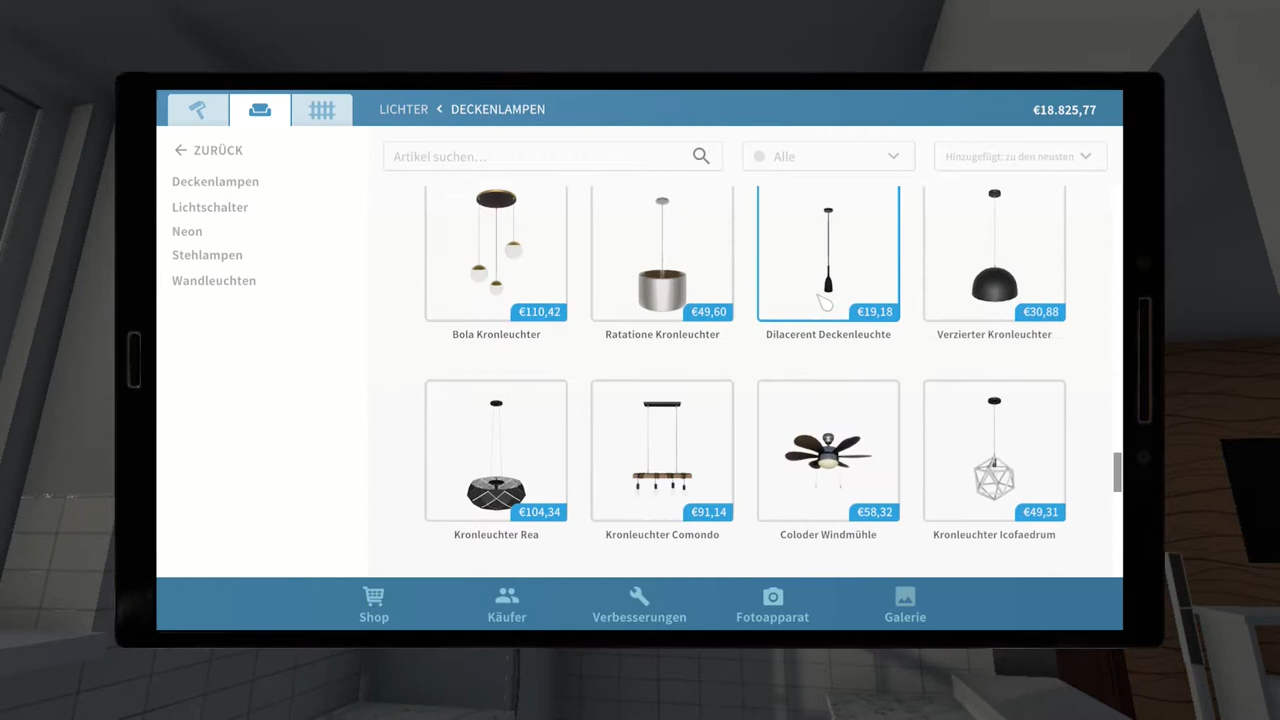 LICHTER < DECKENLAMPEN
€18.825,77
ZURÜCK
Deckenlampen
Lichtschalter
Neon
Stehlampen
Wandleuchten
Artikel suchen...
Alle
Hinzugefügt: zu den neusten
€110,42
€49,60
€19,18
€30,88
Bola Kronleuchter
Ratatione Kronleuchter
Dilacerent Deckenleuchte
Verzierter Kronleuchter
€104,34
€91,14
€58,32
€49,31
Kronleuchter Rea
Kronleuchter Comondo
Coloder Windmühle
Kronleuchter Icofaedrum
Shop
Käufer
Verbesserungen
Fotoapparat
Galerie